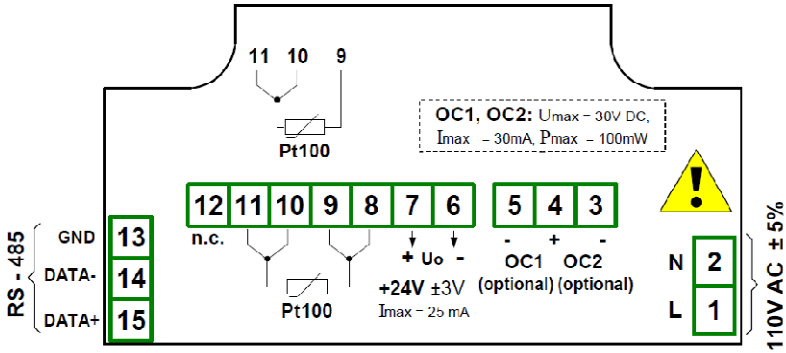 11 10 9
Pt100
OC1, OC2: Umax = 30V DC,
Imax = 30mA, Pmax = 100mW
!
12 11 10 9 8 7 6 5 4 3
n.c.
+ Uo -
- + -
OC1 OC2
(optional) (optional)
+24V ±3V
Imax = 25 mA
Pt100
RS - 485
GND 13
DATA- 14
DATA+ 15
N 2
L 1
110V AC ± 5%